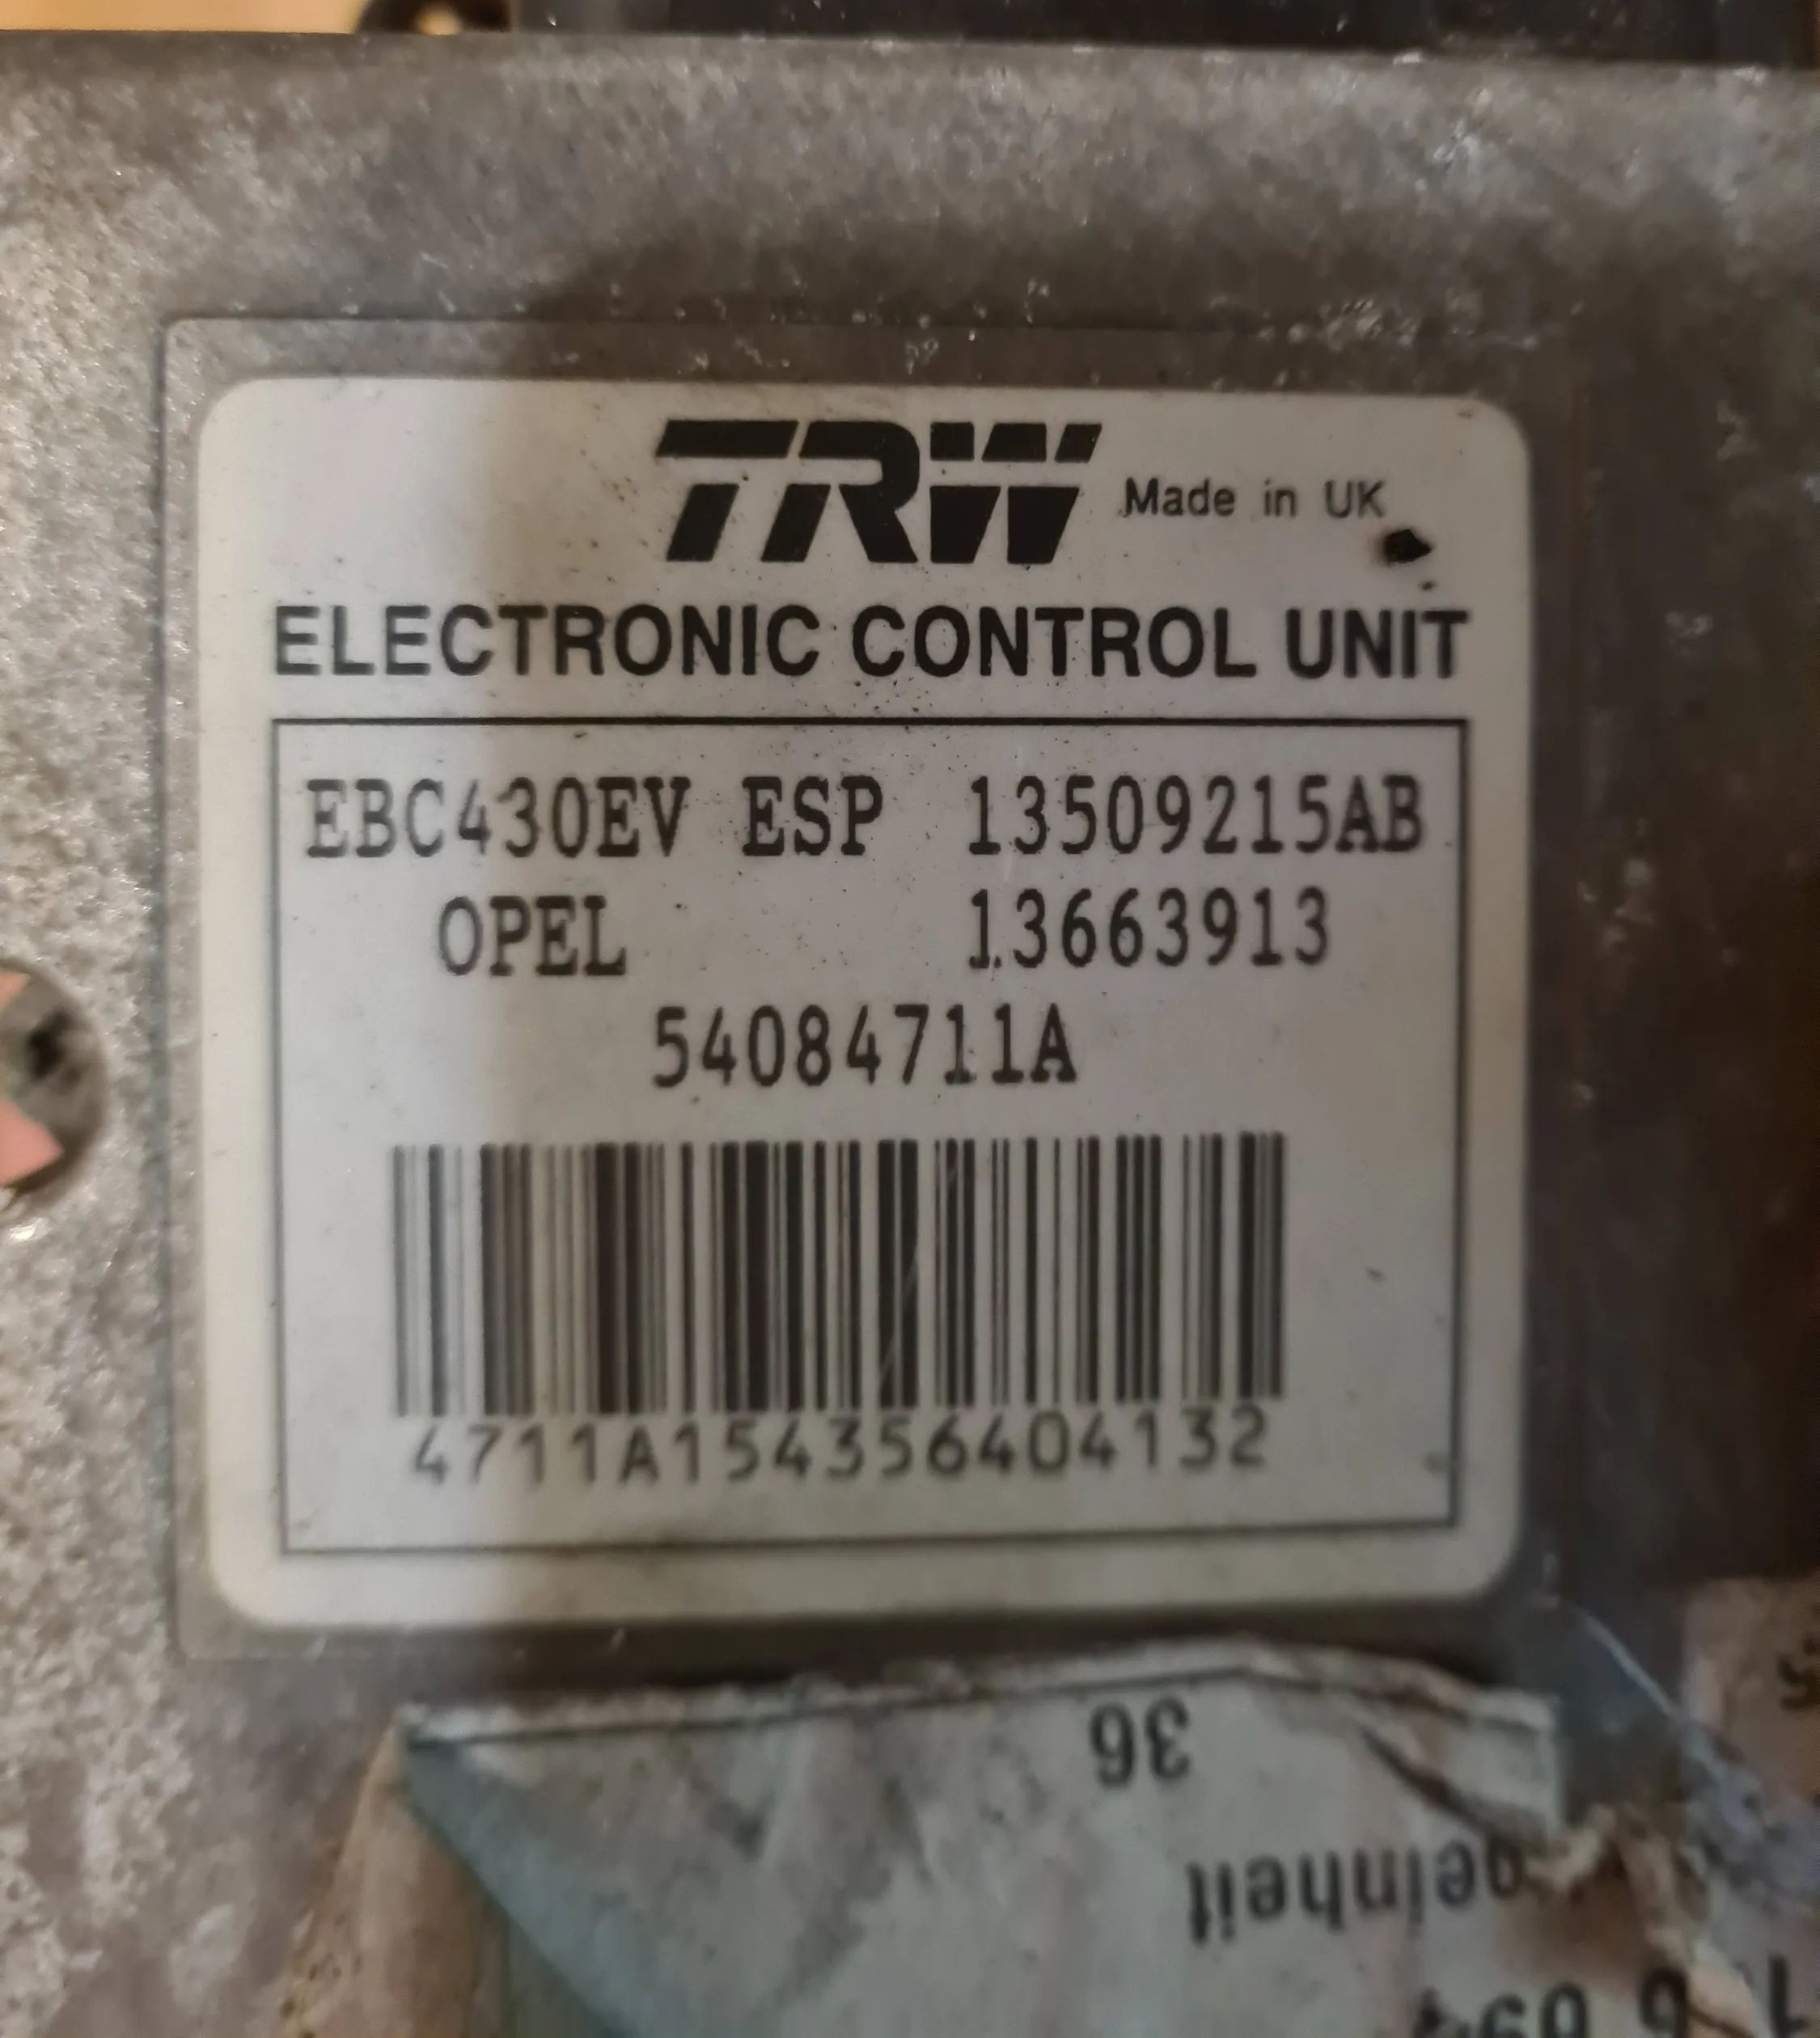 TRW Made in UK
ELECTRONIC CONTROL UNIT
EBC430EV ESP 13509215AB
OPEL 13663913
54084711A
4711A154356404132
36